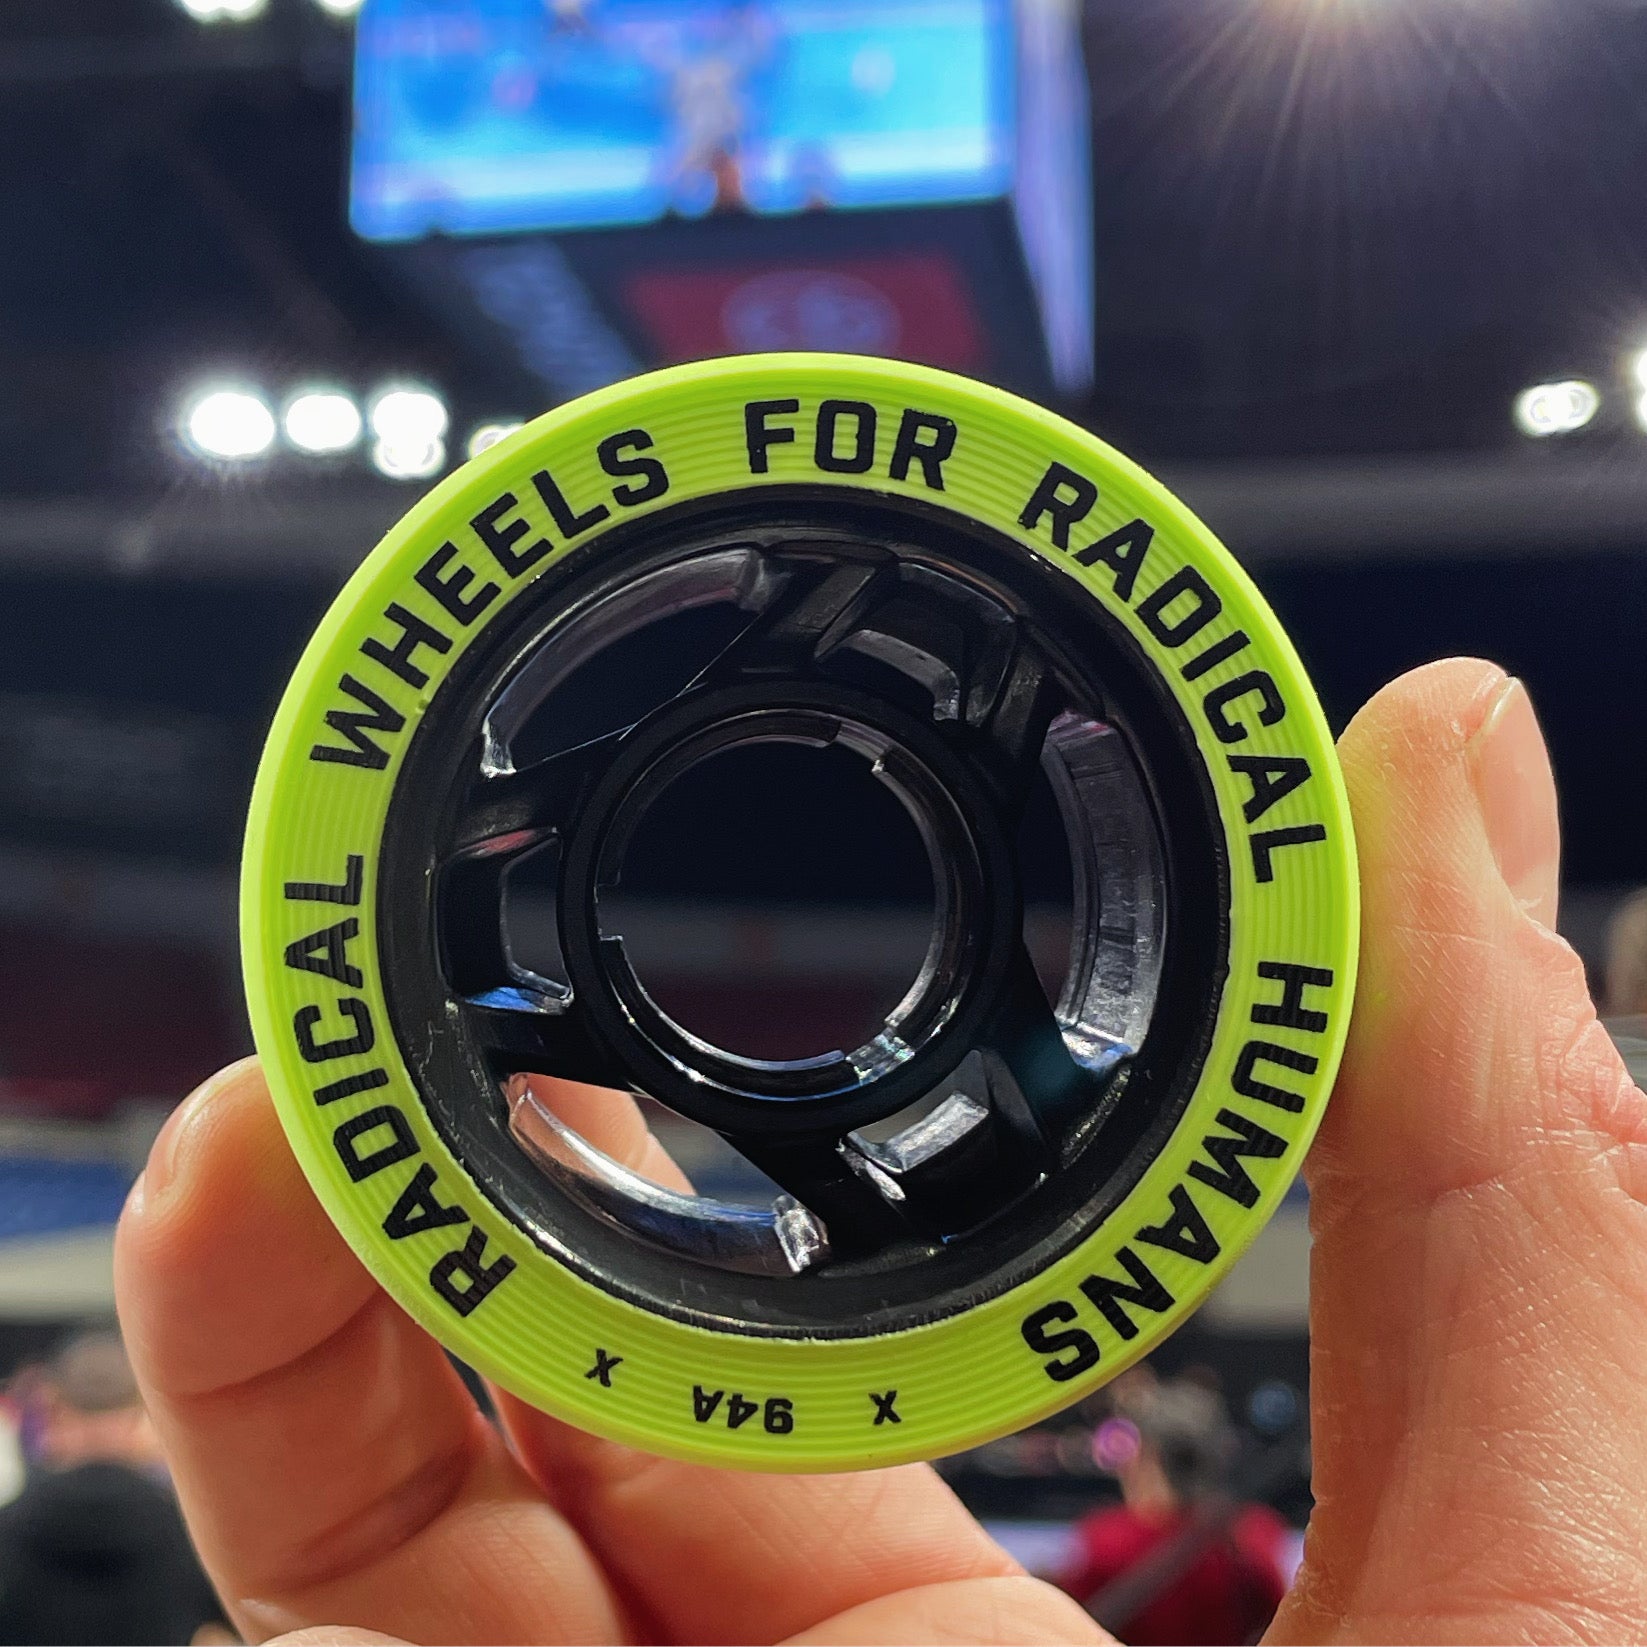 RADICAL WHEELS FOR RADICAL HUMANS
X 94A X